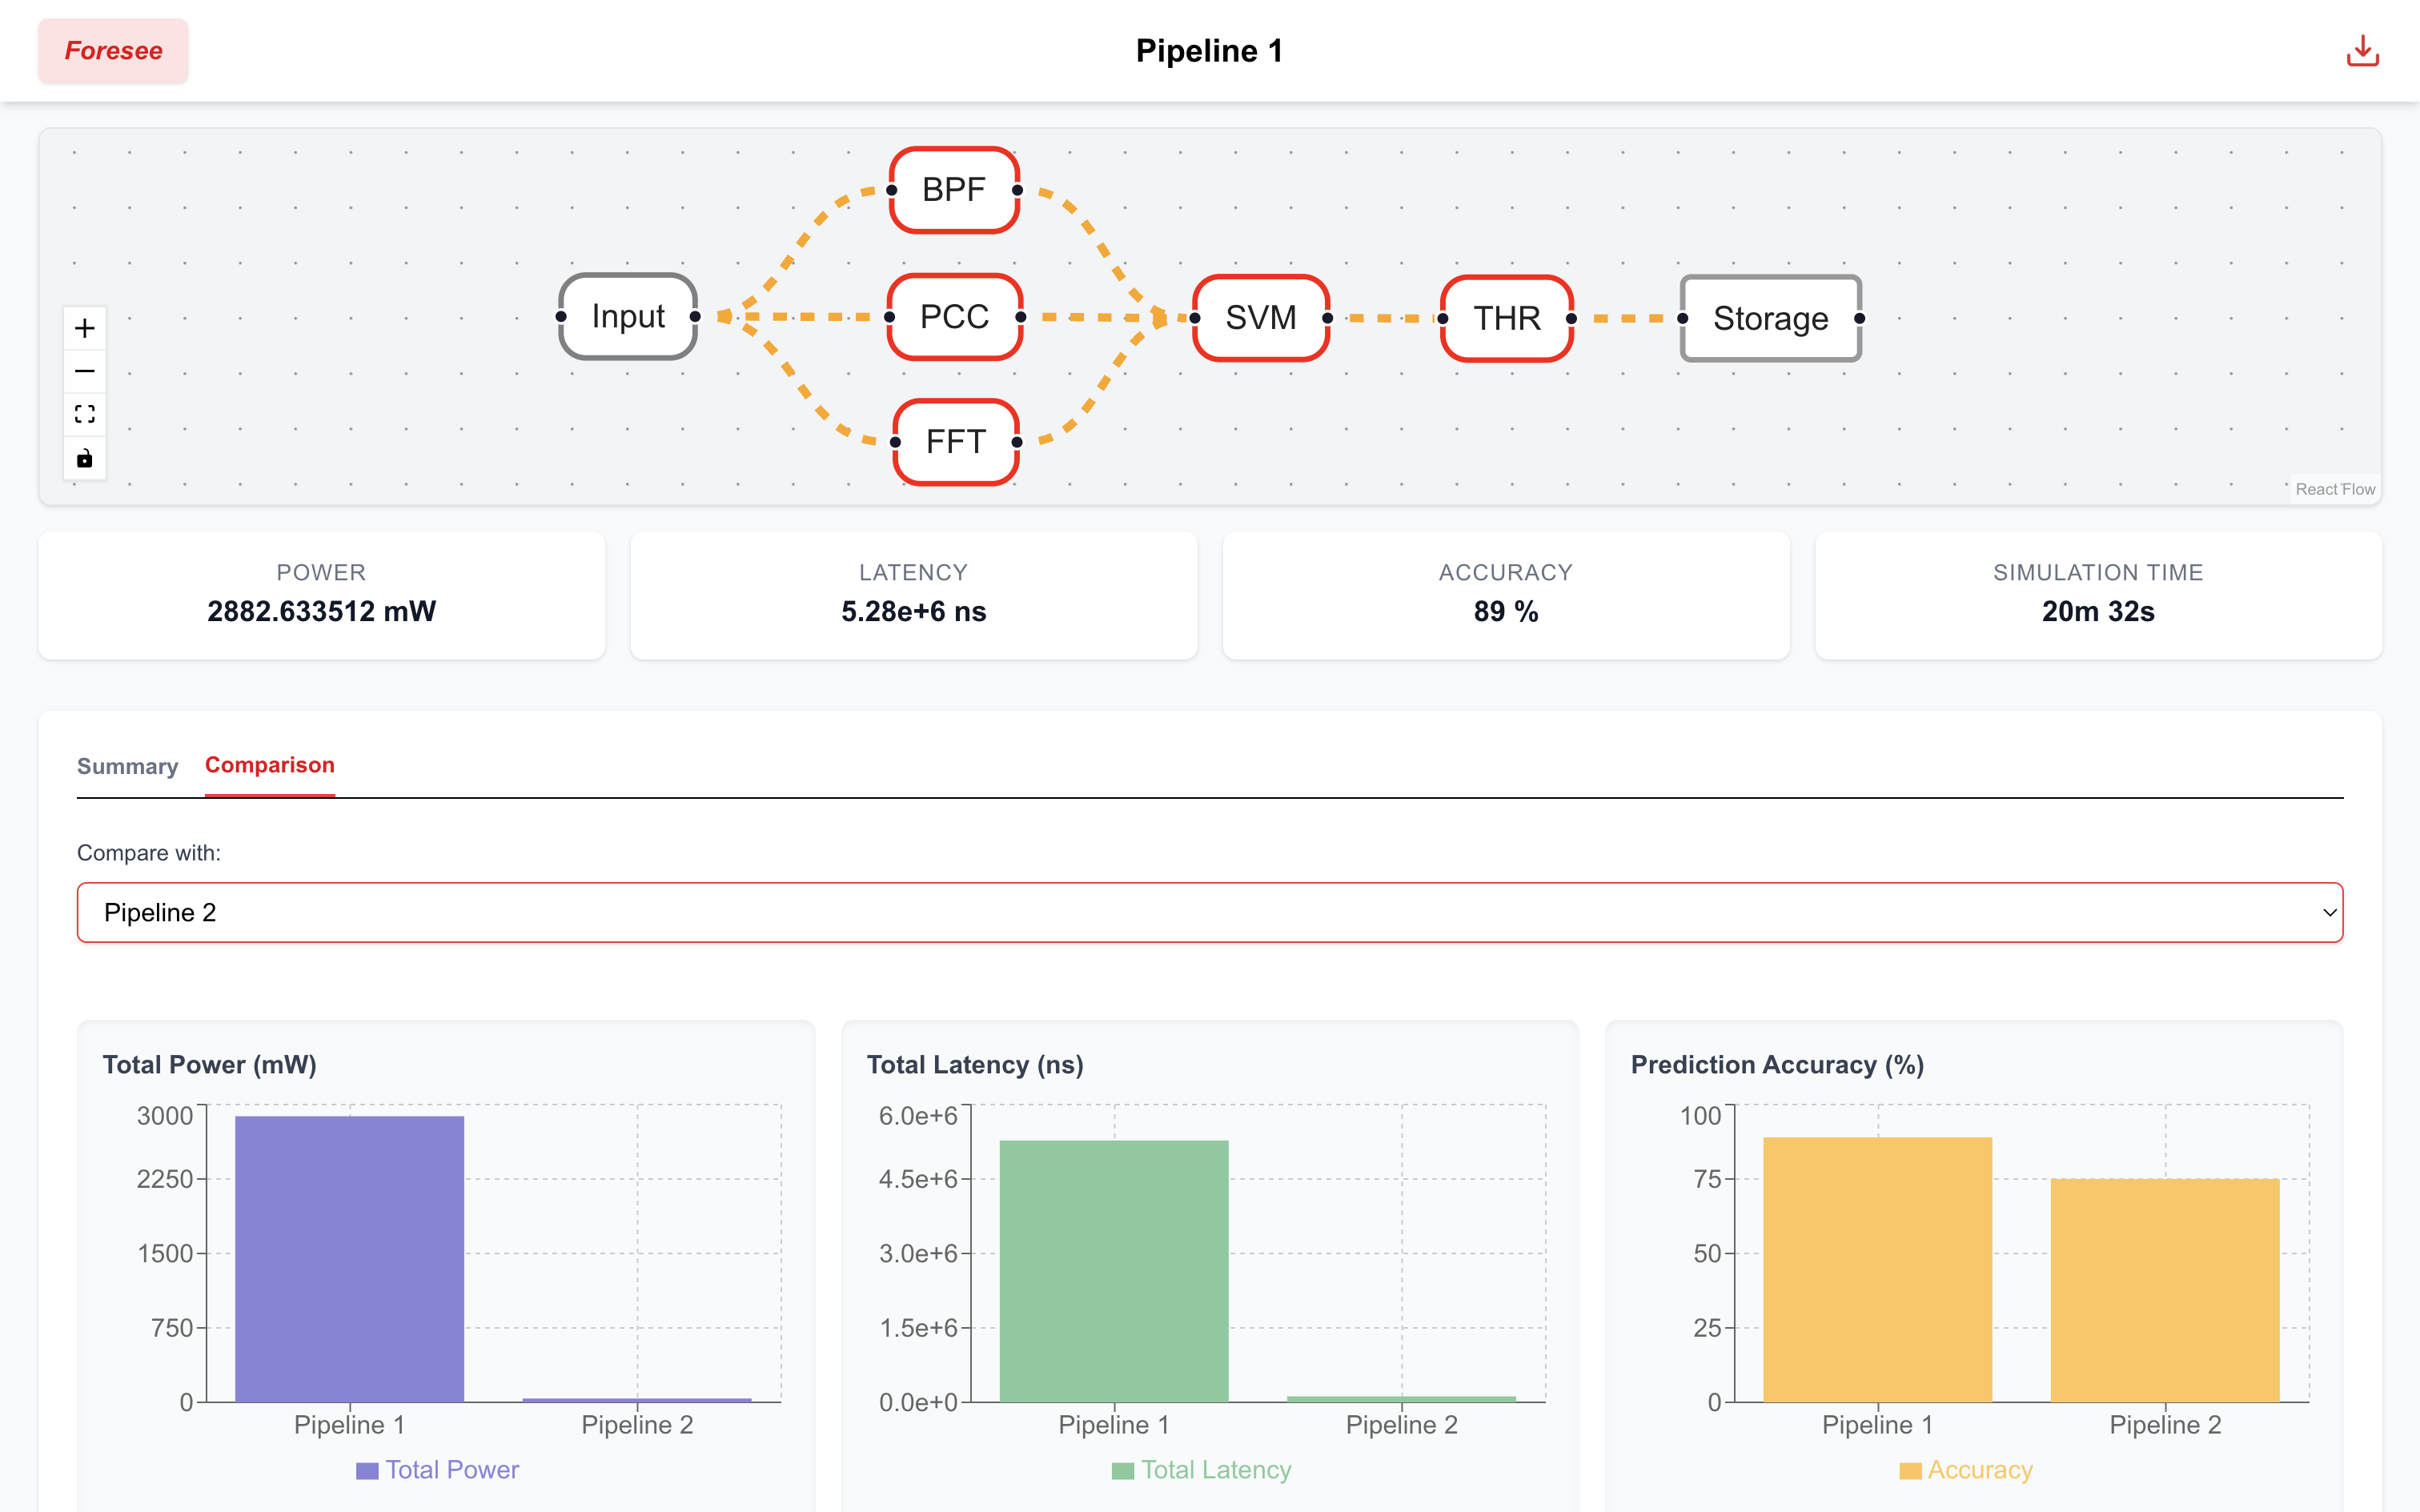 Foresee
Pipeline 1
BPF
Input
PCC
SVM
THR
Storage
FFT
React Flow
POWER
2882.633512 mW
LATENCY
5.28e+6 ns
ACCURACY
89 %
SIMULATION TIME
20m 32s
Summary
Comparison
Compare with:
Pipeline 2
Total Power (mW)
3000
2250
1500
750
0
Pipeline 1
Pipeline 2
Total Power
Total Latency (ns)
6.0e+6
4.5e+6
3.0e+6
1.5e+6
0.0e+0
Pipeline 1
Pipeline 2
Total Latency
Prediction Accuracy (%)
100
75
50
25
0
Pipeline 1
Pipeline 2
Accuracy